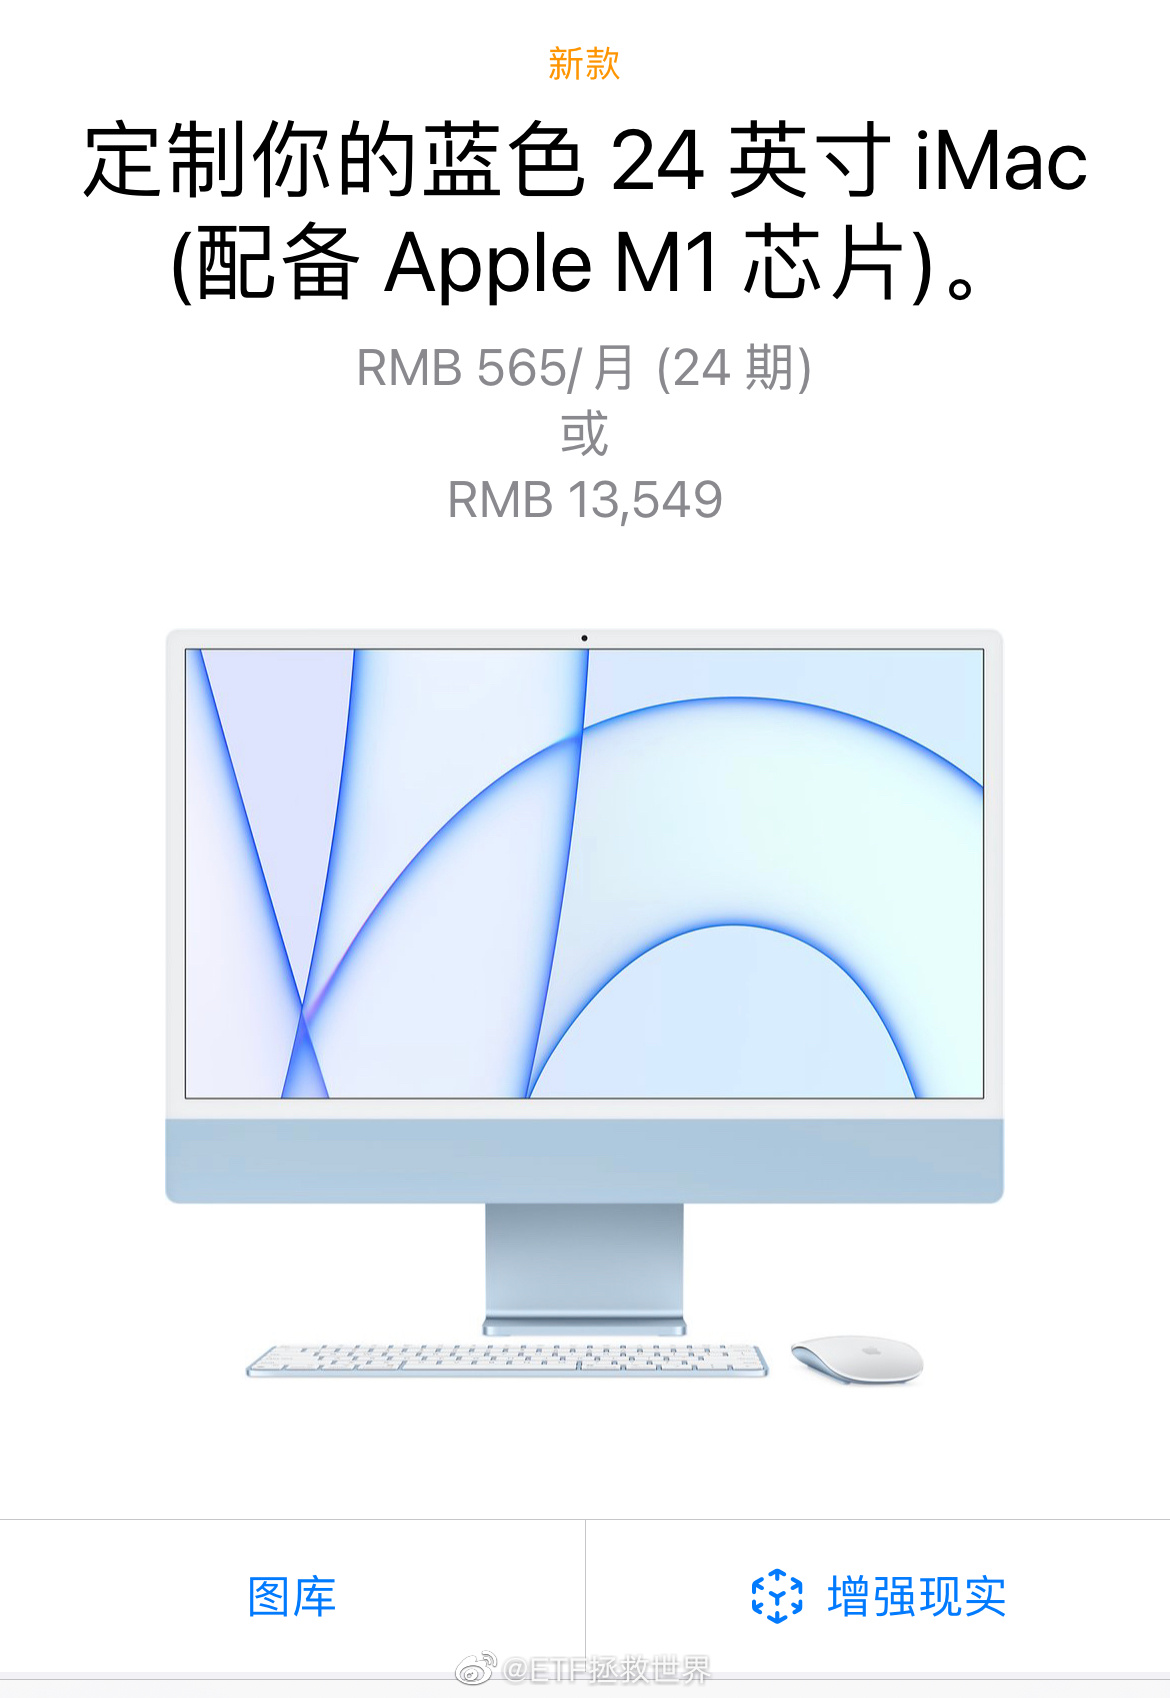 新款
定制你的蓝色 24 英寸 iMac
(配备 Apple M1 芯片)。
RMB 565/月 (24 期)
或
RMB 13,549
图库
增强现实
@ETF拯救世界